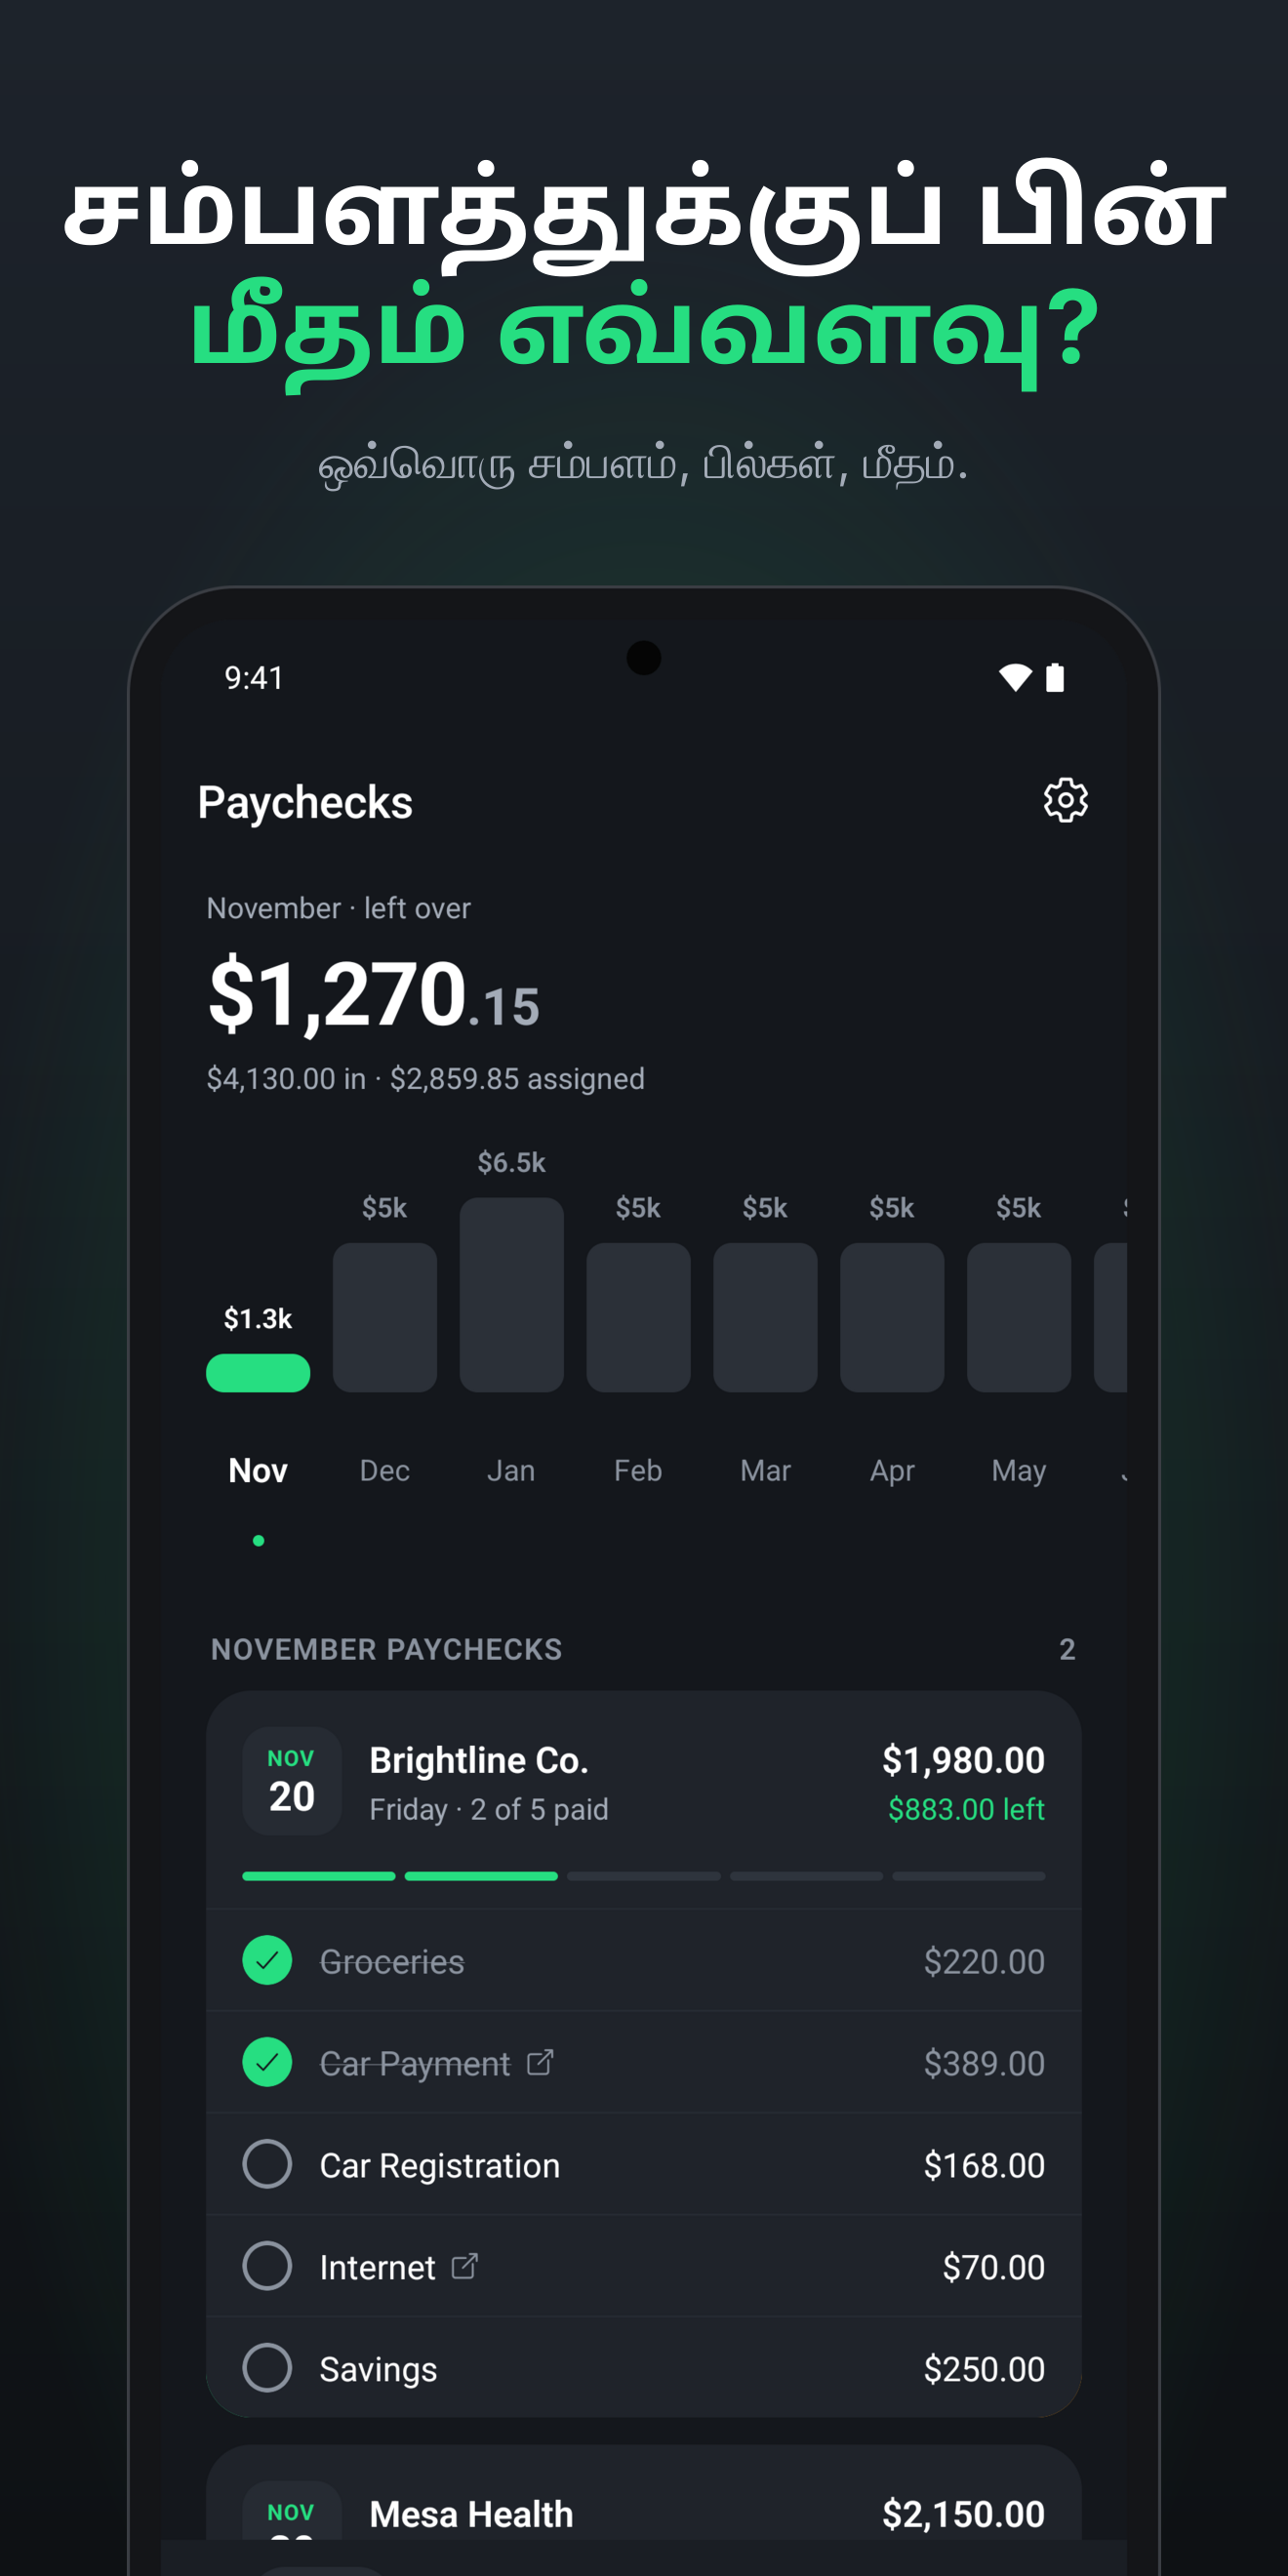 சம்பளத்துக்குப் பின்
மீதம் எவ்வளவு?
ஒவ்வொரு சம்பளம், பில்கள், மீதம்.
9:41
Paychecks
November · left over
$1,270.15
$4,130.00 in · $2,859.85 assigned
$1.3k $5k $6.5k $5k $5k $5k $5k
Nov Dec Jan Feb Mar Apr May
NOVEMBER PAYCHECKS 2
NOV 20 Brightline Co. $1,980.00
Friday · 2 of 5 paid $883.00 left
Groceries $220.00
Car Payment $389.00
Car Registration $168.00
Internet $70.00
Savings $250.00
NOV Mesa Health $2,150.00